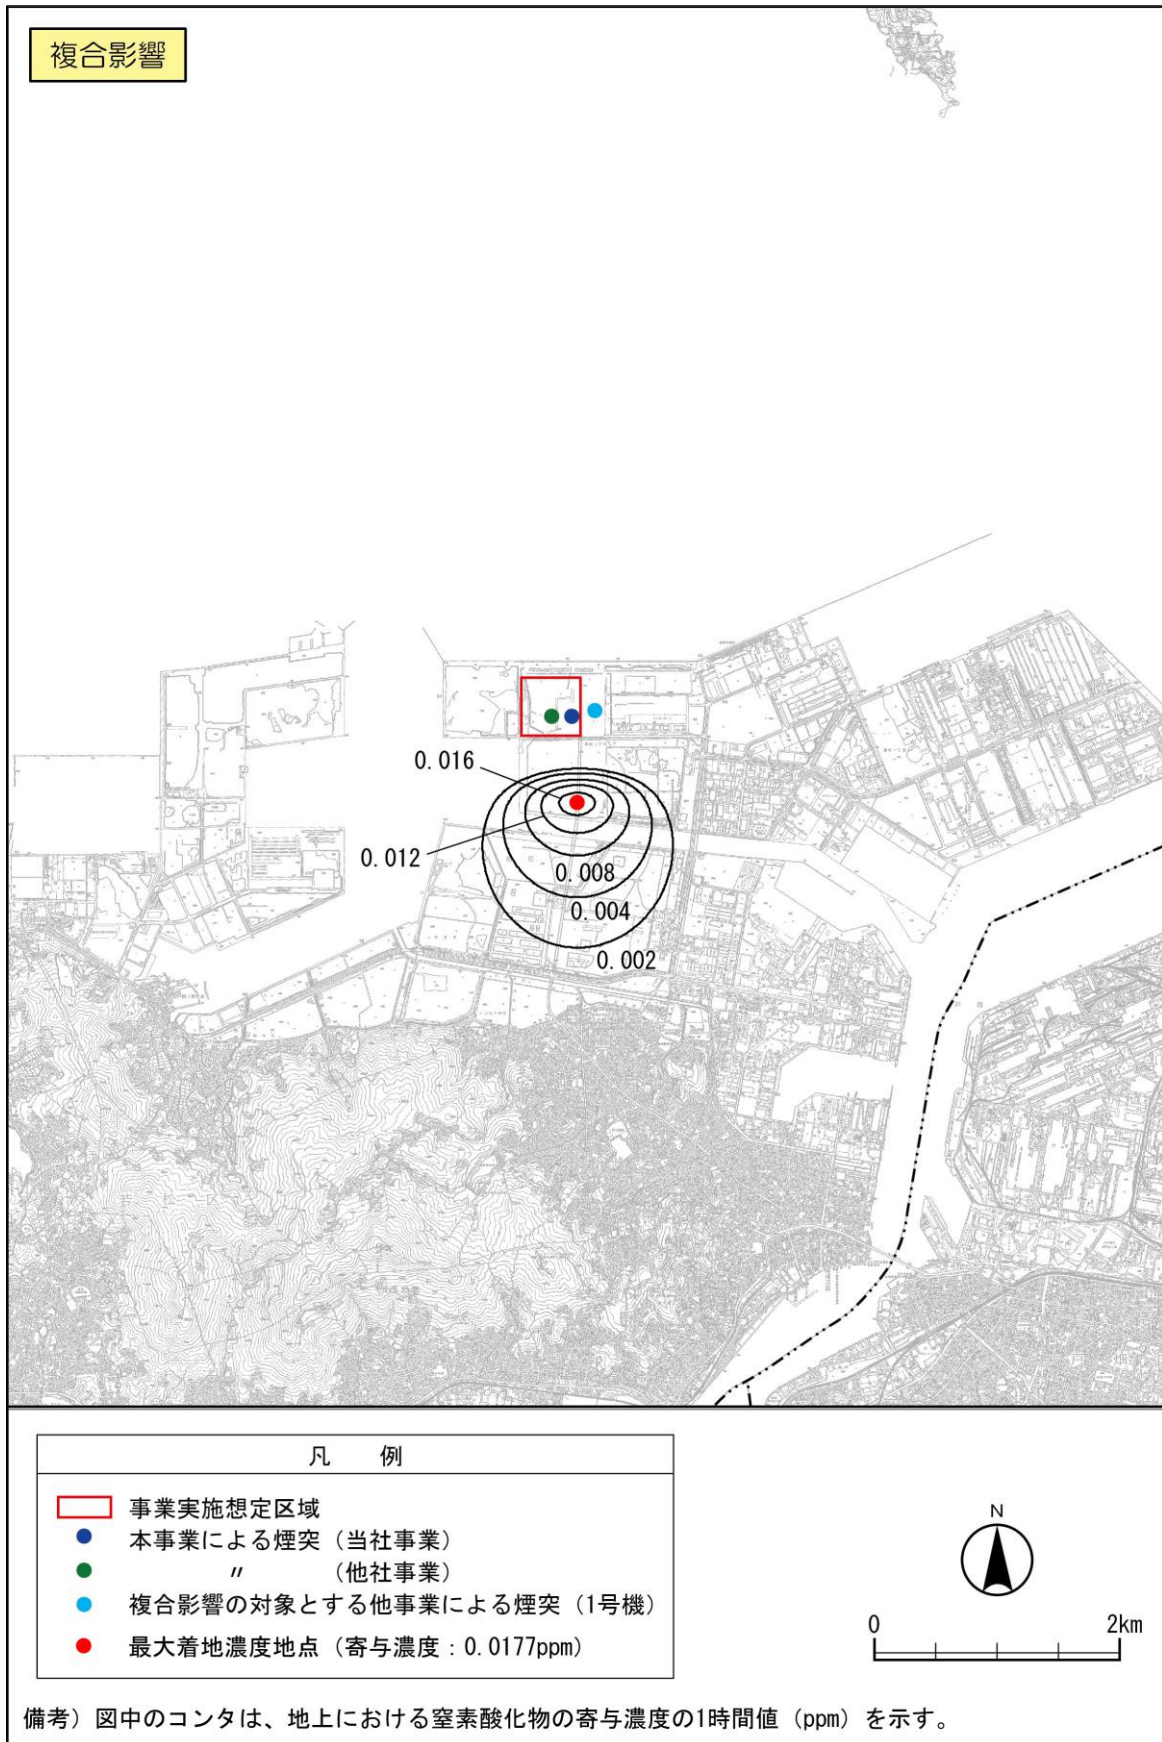 複合影響
0.016
0.012
0.008
0.004
0.002
凡　例
事業実施想定区域
本事業による煙突（当社事業）
〃　（他社事業）
複合影響の対象とする他事業による煙突（1号機）
最大着地濃度地点（寄与濃度：0.0177ppm）
N
0 2km
備考）図中のコンタは、地上における窒素酸化物の寄与濃度の1時間値（ppm）を示す。